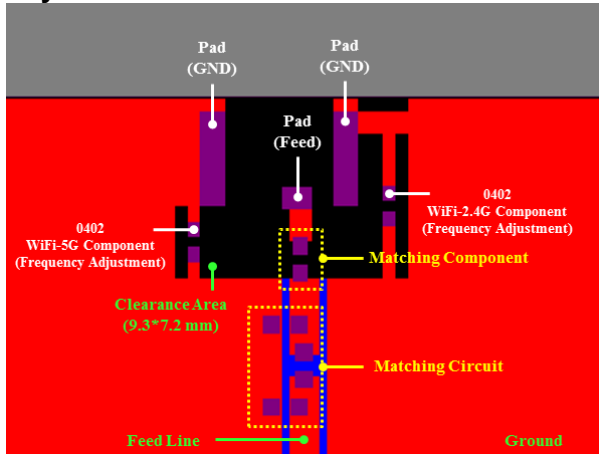 Pad
(GND)
Pad
(GND)
Pad
(Feed)
0402
WiFi-2.4G Component
(Frequency Adjustment)
0402
WiFi-5G Component
(Frequency Adjustment)
Matching Component
Clearance Area
(9.3*7.2 mm)
Matching Circuit
Feed Line
Ground